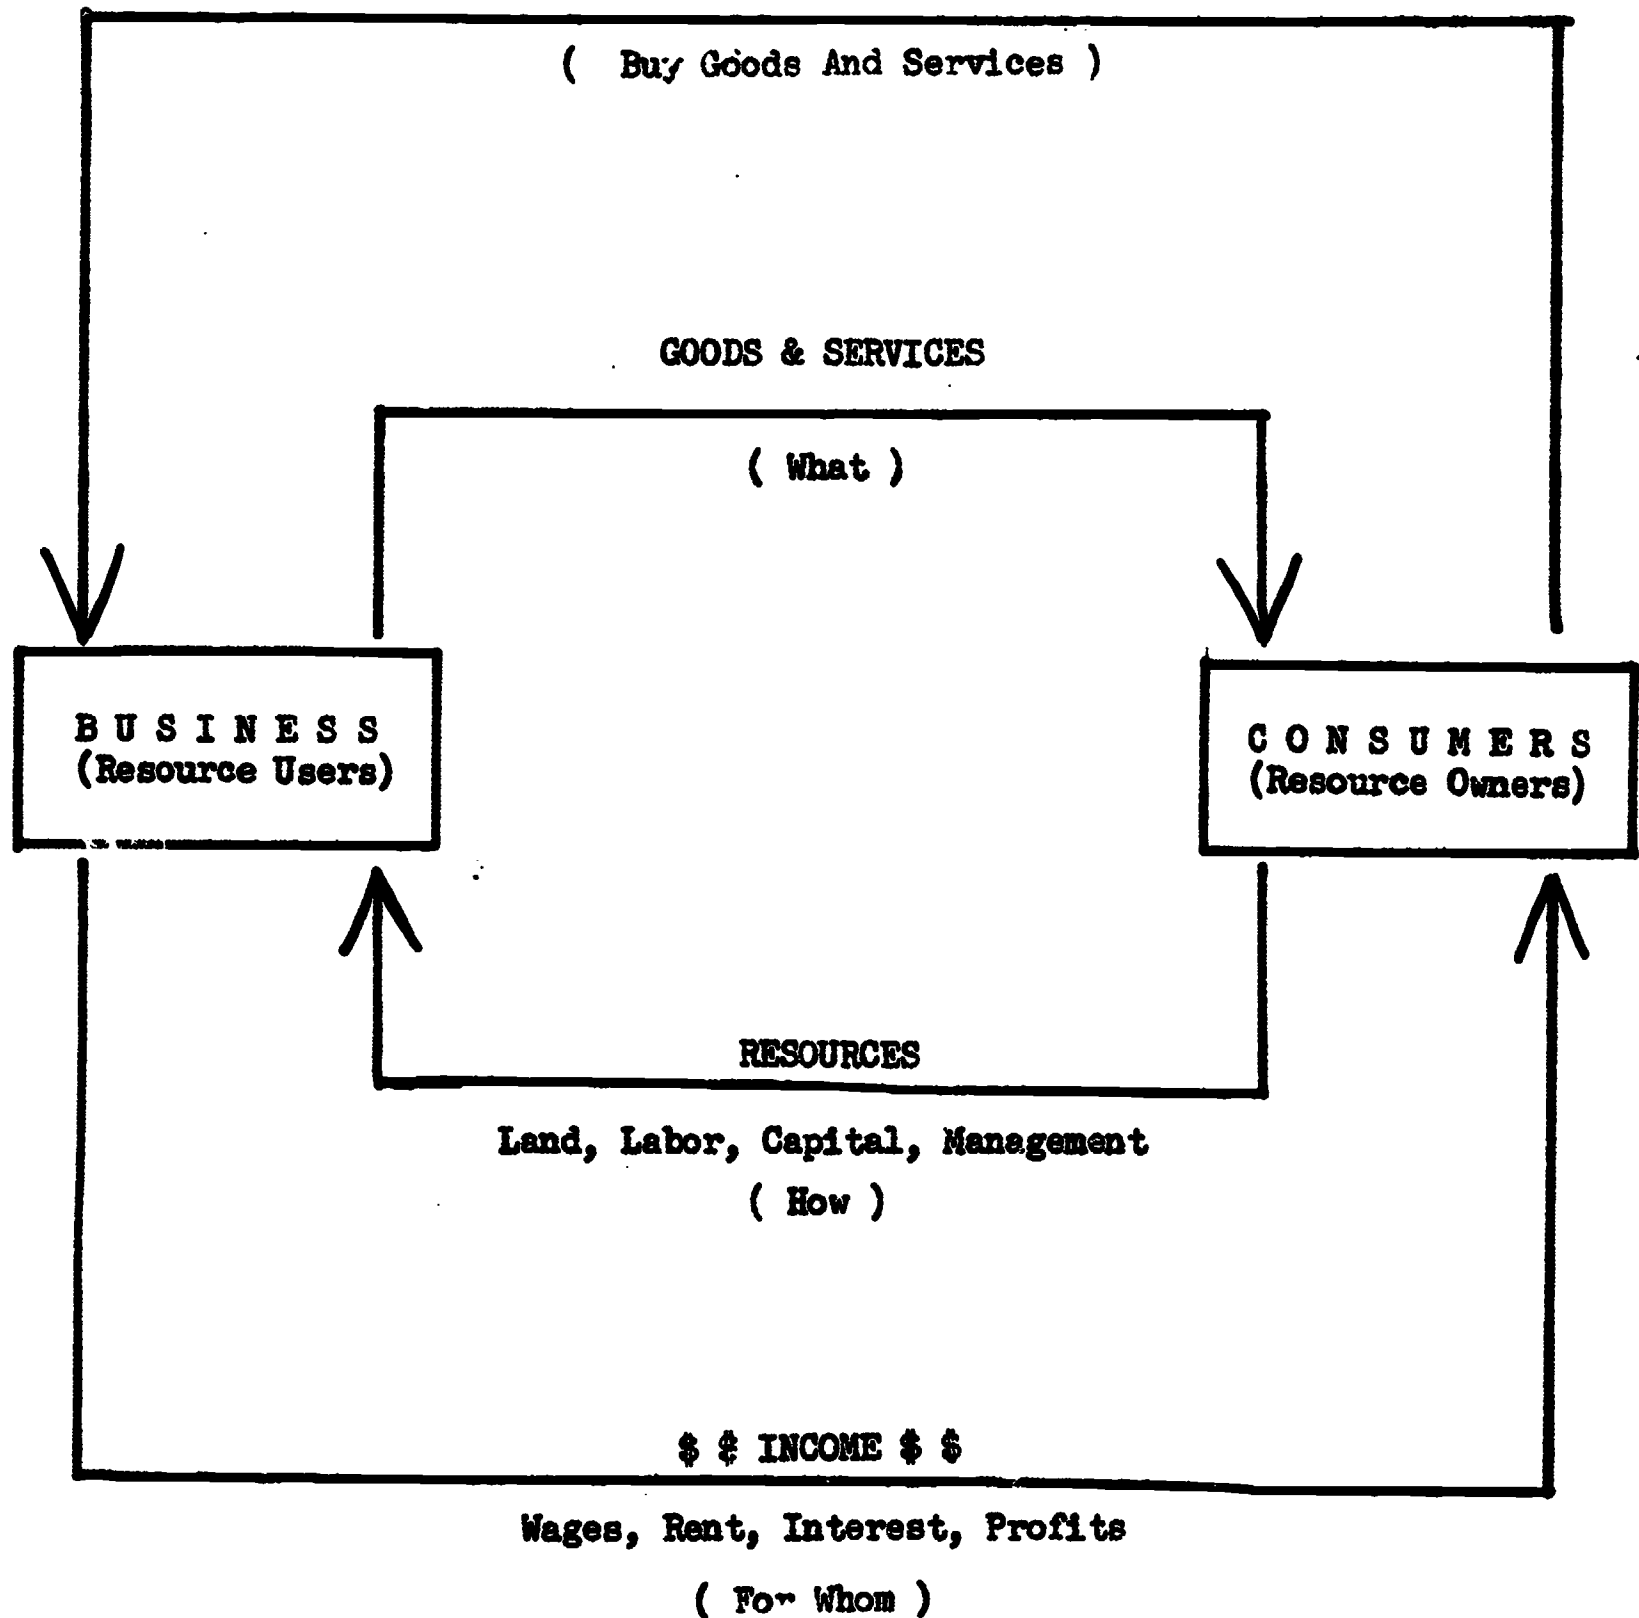 ( Buy Goods And Services )
GOODS & SERVICES
( What )
B U S I N E S S
(Resource Users)
C O N S U M E R S
(Resource Owners)
RESOURCES
Land, Labor, Capital, Management
( How )
$ $ INCOME $ $
Wages, Rent, Interest, Profits
( For Whom )